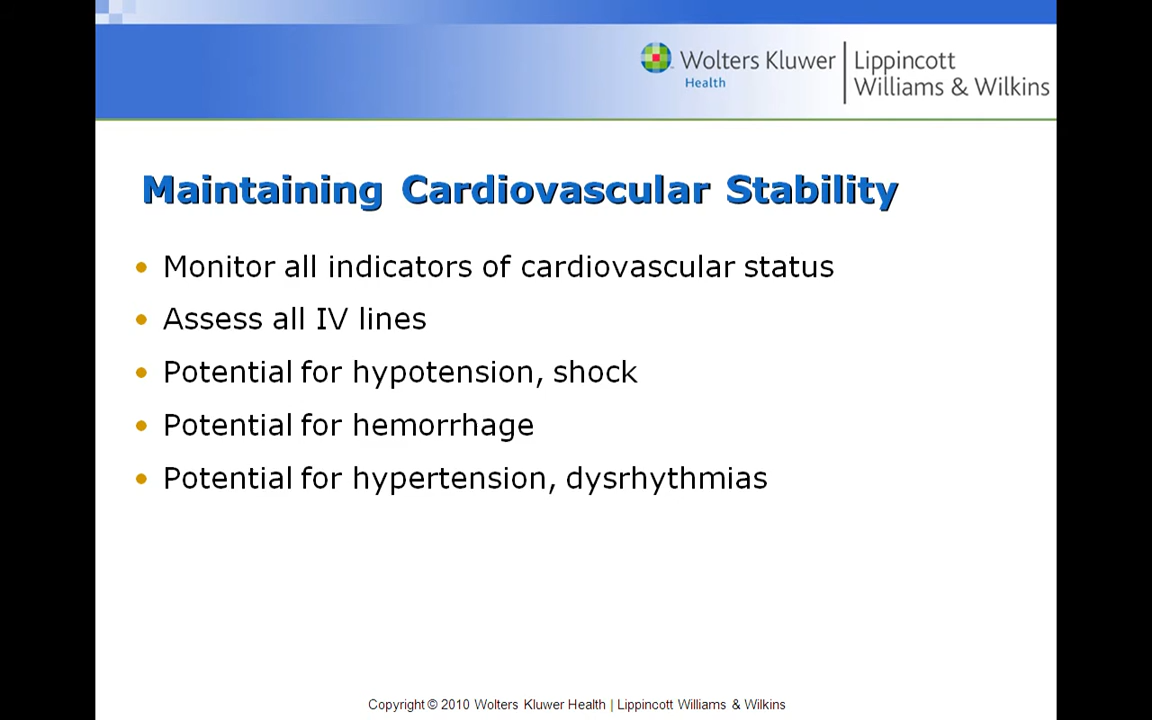 Wolters Kluwer
Health
Lippincott
Williams & Wilkins
Maintaining Cardiovascular Stability
• Monitor all indicators of cardiovascular status
• Assess all IV lines
• Potential for hypotension, shock
• Potential for hemorrhage
• Potential for hypertension, dysrhythmias
Copyright © 2010 Wolters Kluwer Health | Lippincott Williams & Wilkins